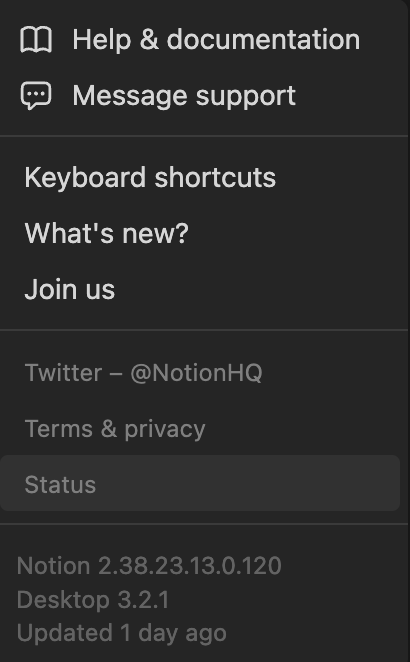 Help & documentation
Message support
Keyboard shortcuts
What's new?
Join us
Twitter – @NotionHQ
Terms & privacy
Status
Notion 2.38.23.13.0.120
Desktop 3.2.1
Updated 1 day ago